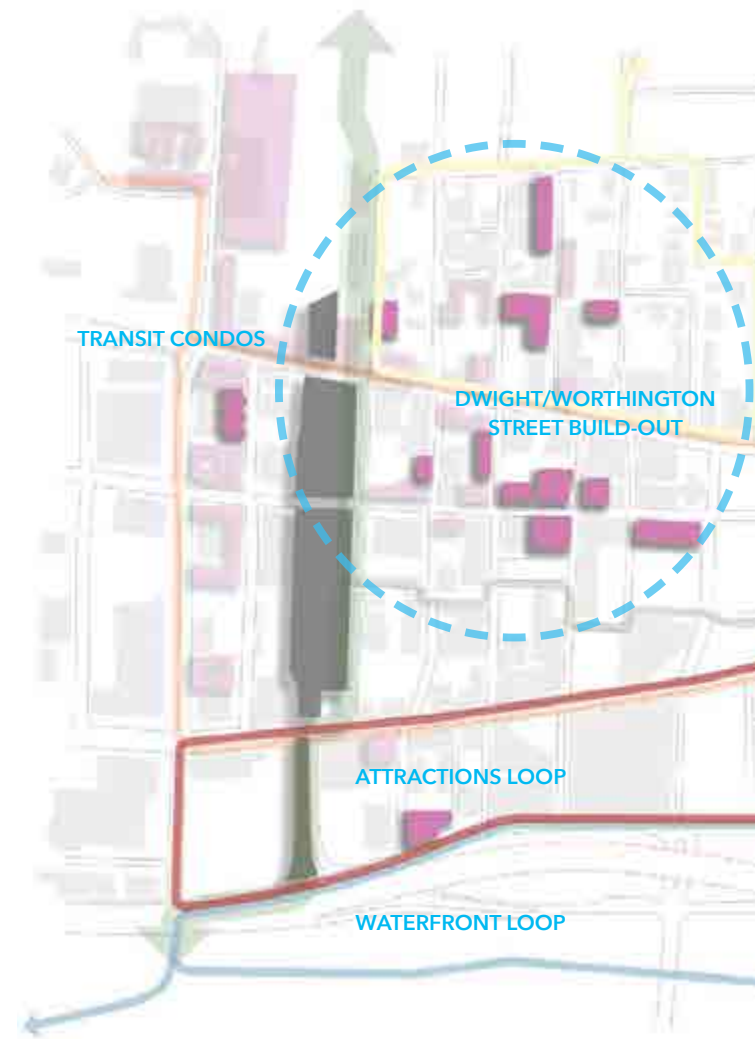 TRANSIT CONDOS
DWIGHT/WORTHINGTON
STREET BUILD-OUT
ATTRACTIONS LOOP
WATERFRONT LOOP